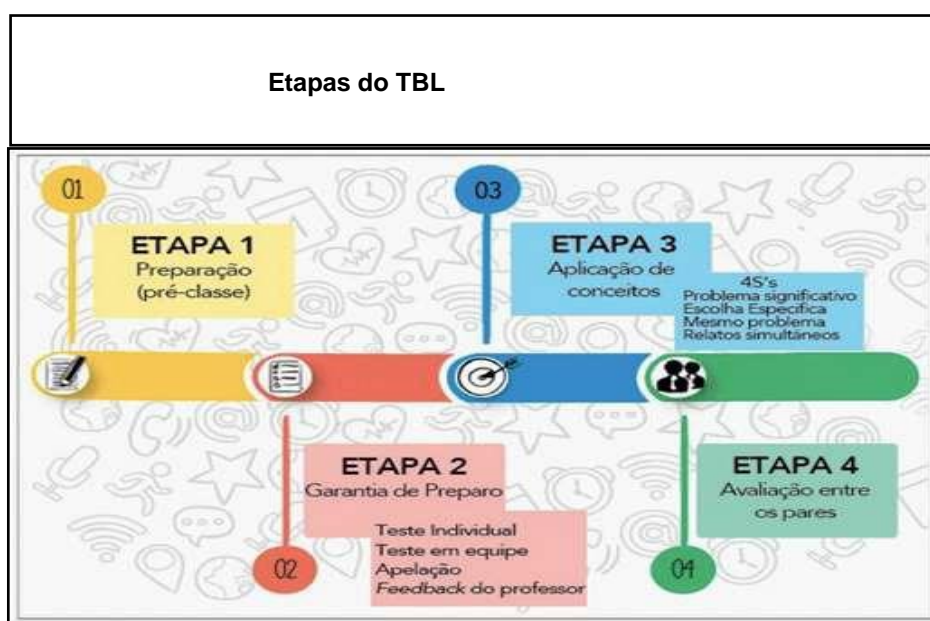 Etapas do TBL
01
ETAPA 1
Preparação
(pré-classe)
ETAPA 2
Garantia de Preparo
Teste Individual
Teste em equipe
Apelação
Feedback do professor
02
03
ETAPA 3
Aplicação de
conceitos
4S's
Problema significativo
Escolha Específica
Mesmo problema
Relatos simultâneos
ETAPA 4
Avaliação entre
os pares
04